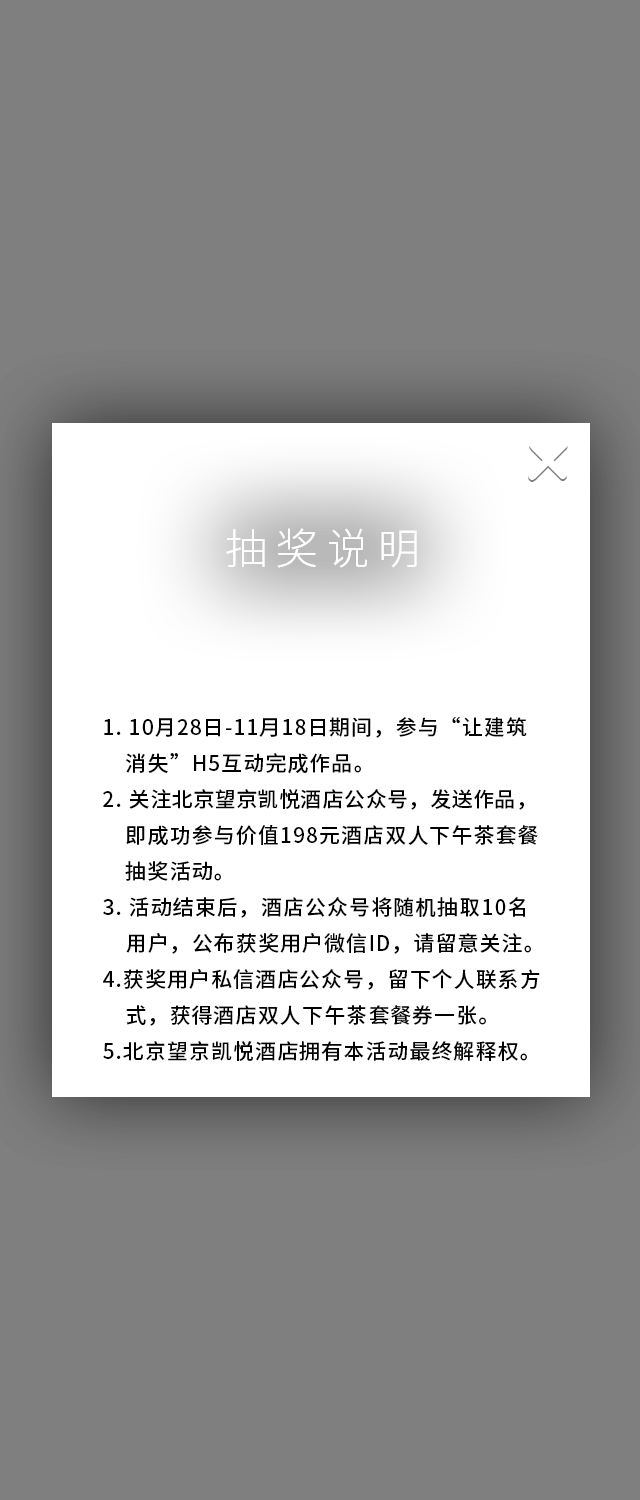 抽奖说明
1. 10月28日-11月18日期间，参与“让建筑
消失”H5互动完成作品。
2. 关注北京望京凯悦酒店公众号，发送作品，
即成功参与价值198元酒店双人下午茶套餐
抽奖活动。
3. 活动结束后，酒店公众号将随机抽取10名
用户，公布获奖用户微信ID，请留意关注。
4.获奖用户私信酒店公众号，留下个人联系方
式，获得酒店双人下午茶套餐券一张。
5.北京望京凯悦酒店拥有本活动最终解释权。